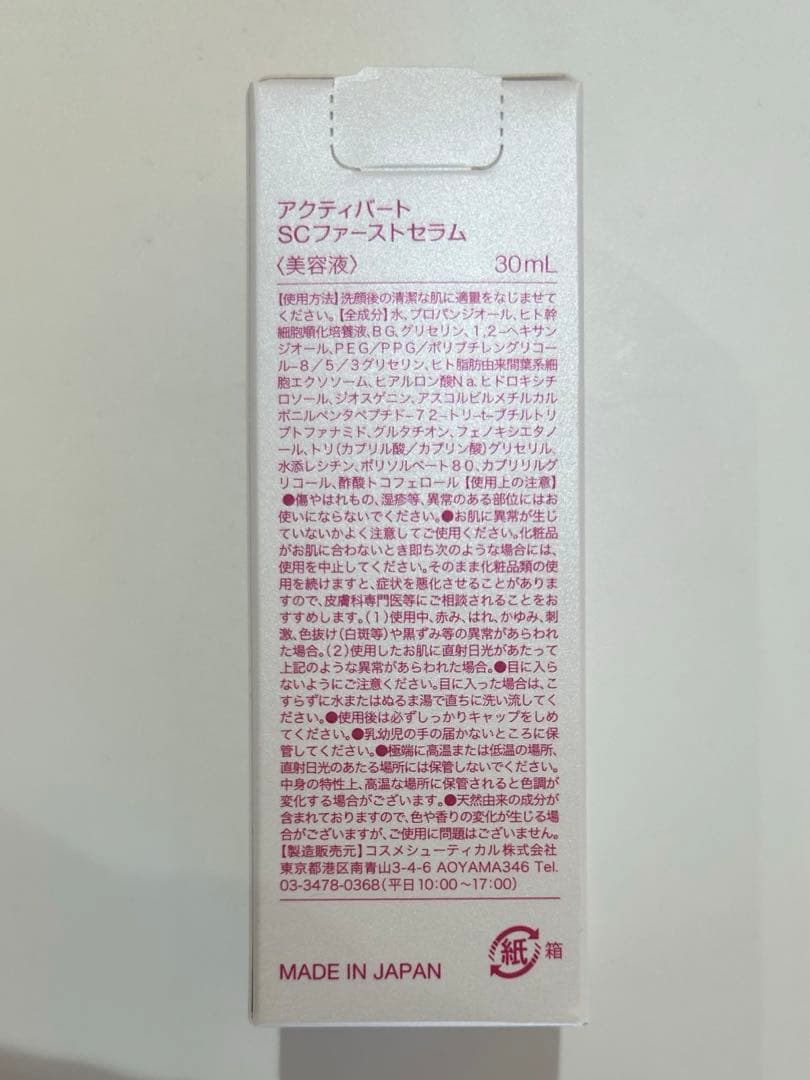 アクティバート
SCファーストセラム
〈美容液〉 30mL
【使用方法】洗顔後の清潔な肌に適量をなじませて
ください。【全成分】水、プロパンジオール、ヒト幹
細胞順化培養液、BG、グリセリン、1,2-ヘキサン
ジオール、PEG/PPG/ポリブチレングリコー
ル-8/5/3グリセリン、ヒト脂肪由来間葉系細
胞エクソソーム、ヒアルロン酸Na、ヒドロキシチ
ロソール、ジオスゲニン、アスコルビルメチルカル
ボニルペンタペプチド-72-トリ-t-ブチルトリ
プトファナミド、グルタチオン、フェノキシエタノ
ール、トリ(カプリル酸/カプリン酸)グリセリル、
水添レシチン、ポリソルベート80、カプリリルグ
リコール、酢酸トコフェロール【使用上の注意】
●傷やはれもの、湿疹等、異常のある部位にはお
使いにならないでください。●お肌に異常が生じ
ていないかよく注意してご使用ください。化粧品
がお肌に合わないとき即ち次のような場合には、
使用を中止してください。そのまま化粧品類の使
用を続けますと、症状を悪化させることがありま
すので、皮膚科専門医等にご相談されることをお
すすめします。(1)使用中、赤み、はれ、かゆみ、刺
激、色抜け(白斑等)や黒ずみ等の異常があらわれ
た場合。(2)使用したお肌に直射日光があたって
上記のような異常があらわれた場合。●目に入ら
ないようにご注意ください。目に入った場合は、こ
すらずに水またはぬるま湯で直ちに洗い流してく
ださい。●使用後は必ずしっかりキャップをしめ
てください。●乳幼児の手の届かないところに保
管してください。●極端に高温または低温の場所、
直射日光のあたる場所には保管しないでください。
中身の特性上、高温な場所に保管されると色調が
変化する場合がございます。●天然由来の成分が
含まれておりますので、色や香りの変化が生じる場
合がございますが、ご使用に問題はございません。
【製造販売元】コスメシューティカル株式会社
東京都港区南青山3-4-6 AOYAMA346 Tel.
03-3478-0368(平日10:00～17:00)
MADE IN JAPAN
紙 箱